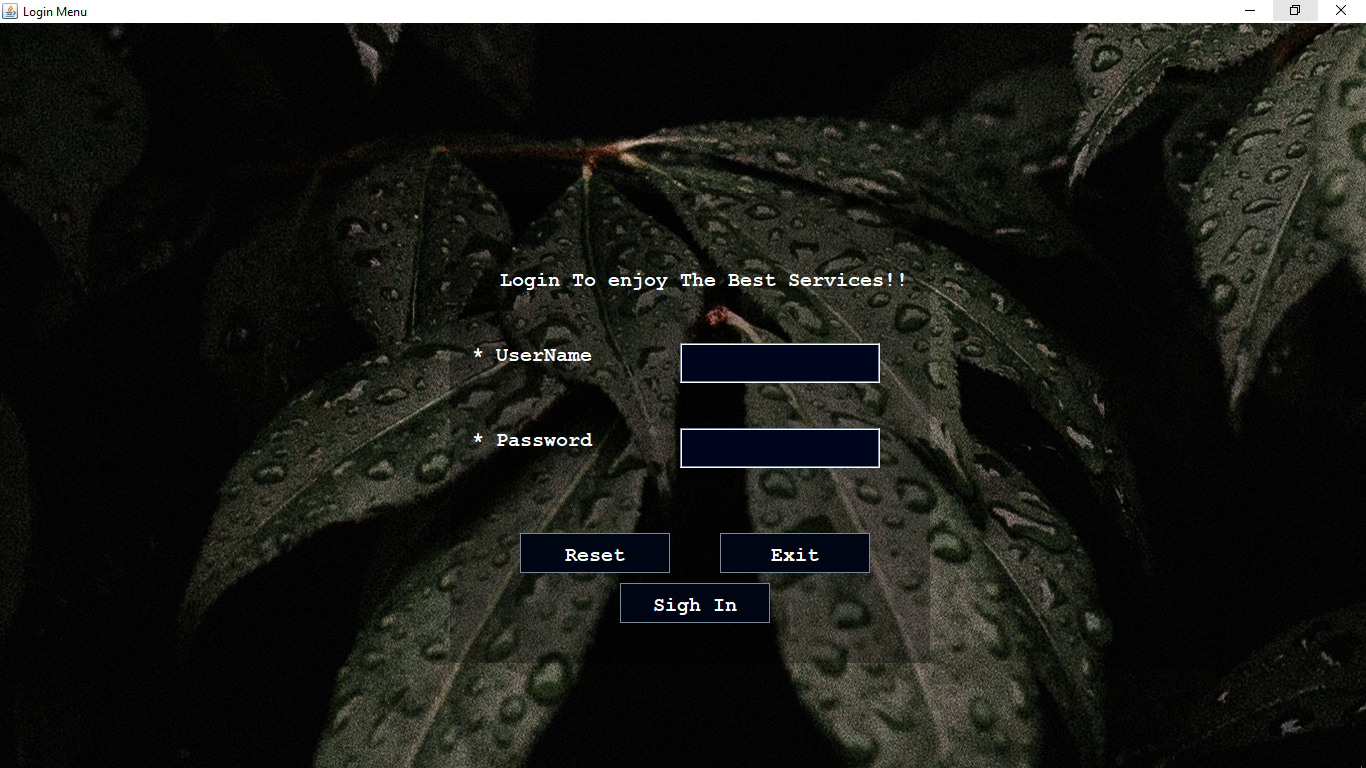 Login Menu
Login To enjoy The Best Services!!
* UserName
* Password
Reset Exit
Sigh In